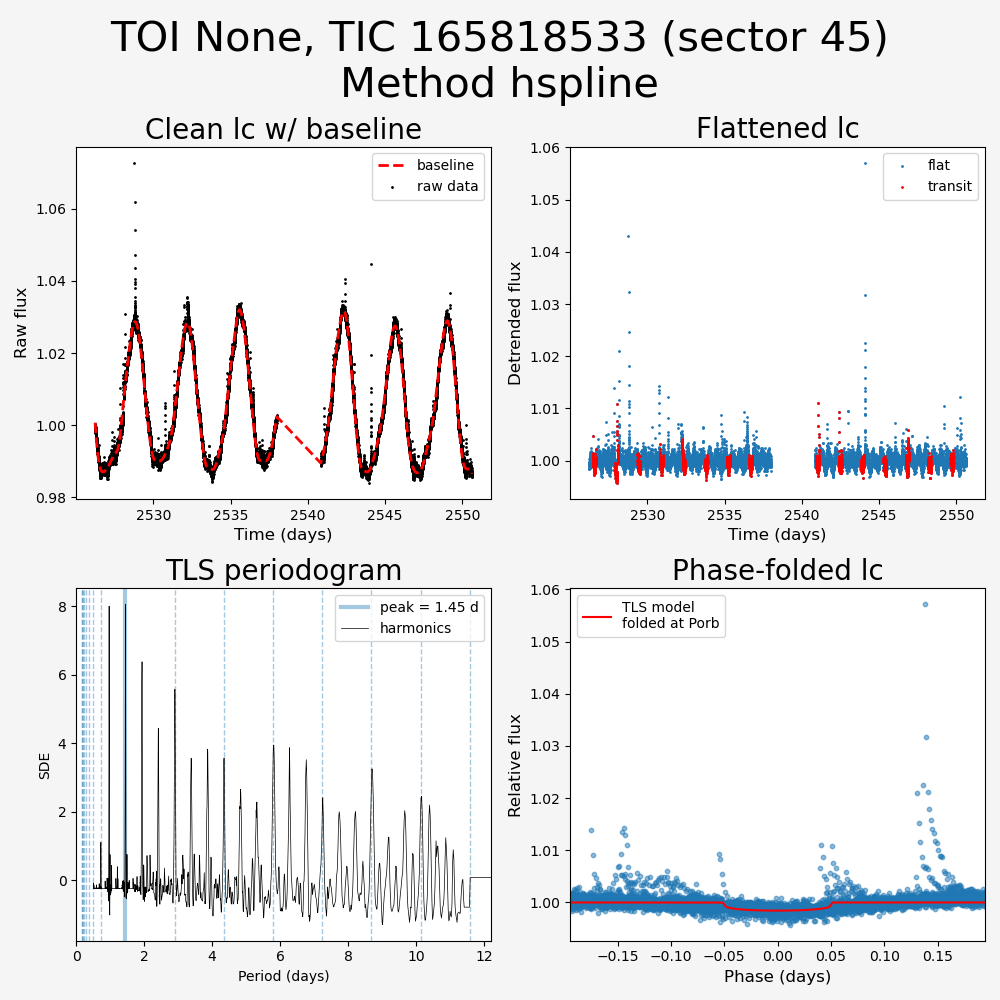 TOI None, TIC 165818533 (sector 45)
Method hspline
Clean lc w/ baseline
baseline
raw data
Raw flux
1.06
1.04
1.02
1.00
0.98
2530
2535
2540
2545
2550
Time (days)
Flattened lc
flat
transit
Detrended flux
1.06
1.05
1.04
1.03
1.02
1.01
1.00
2530
2535
2540
2545
2550
Time (days)
TLS periodogram
peak = 1.45 d
harmonics
SDE
8
6
4
2
0
0
2
4
6
8
10
12
Period (days)
Phase-folded lc
TLS model
folded at Porb
Relative flux
1.06
1.05
1.04
1.03
1.02
1.01
1.00
−0.15
−0.10
−0.05
0.00
0.05
0.10
0.15
Phase (days)